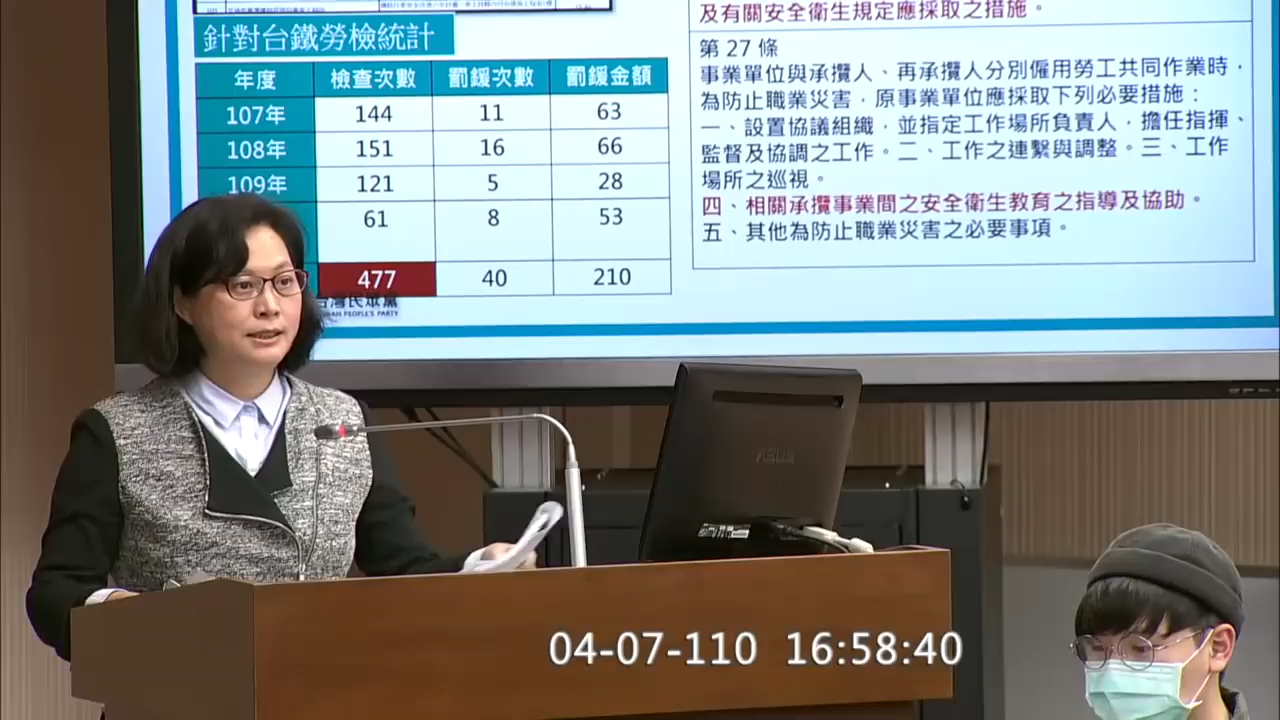 及有關安全衛生規定應採取之措施。
針對台鐵勞檢統計
年度 檢查次數 罰鍰次數 罰鍰金額
107年 144 11 63
108年 151 16 66
109年 121 5 28
61 8 53
477 40 210
台灣民眾黨
PEOPLE'S PARTY
第 27 條
事業單位與承攬人、再承攬人分別僱用勞工共同作業時，
為防止職業災害，原事業單位應採取下列必要措施：
一、設置協議組織，並指定工作場所負責人，擔任指揮、
監督及協調之工作。二、工作之連繫與調整。三、工作
場所之巡視。
四、相關承攬事業間之安全衛生教育之指導及協助。
五、其他為防止職業災害之必要事項。
ASUS
04-07-110 16:58:40